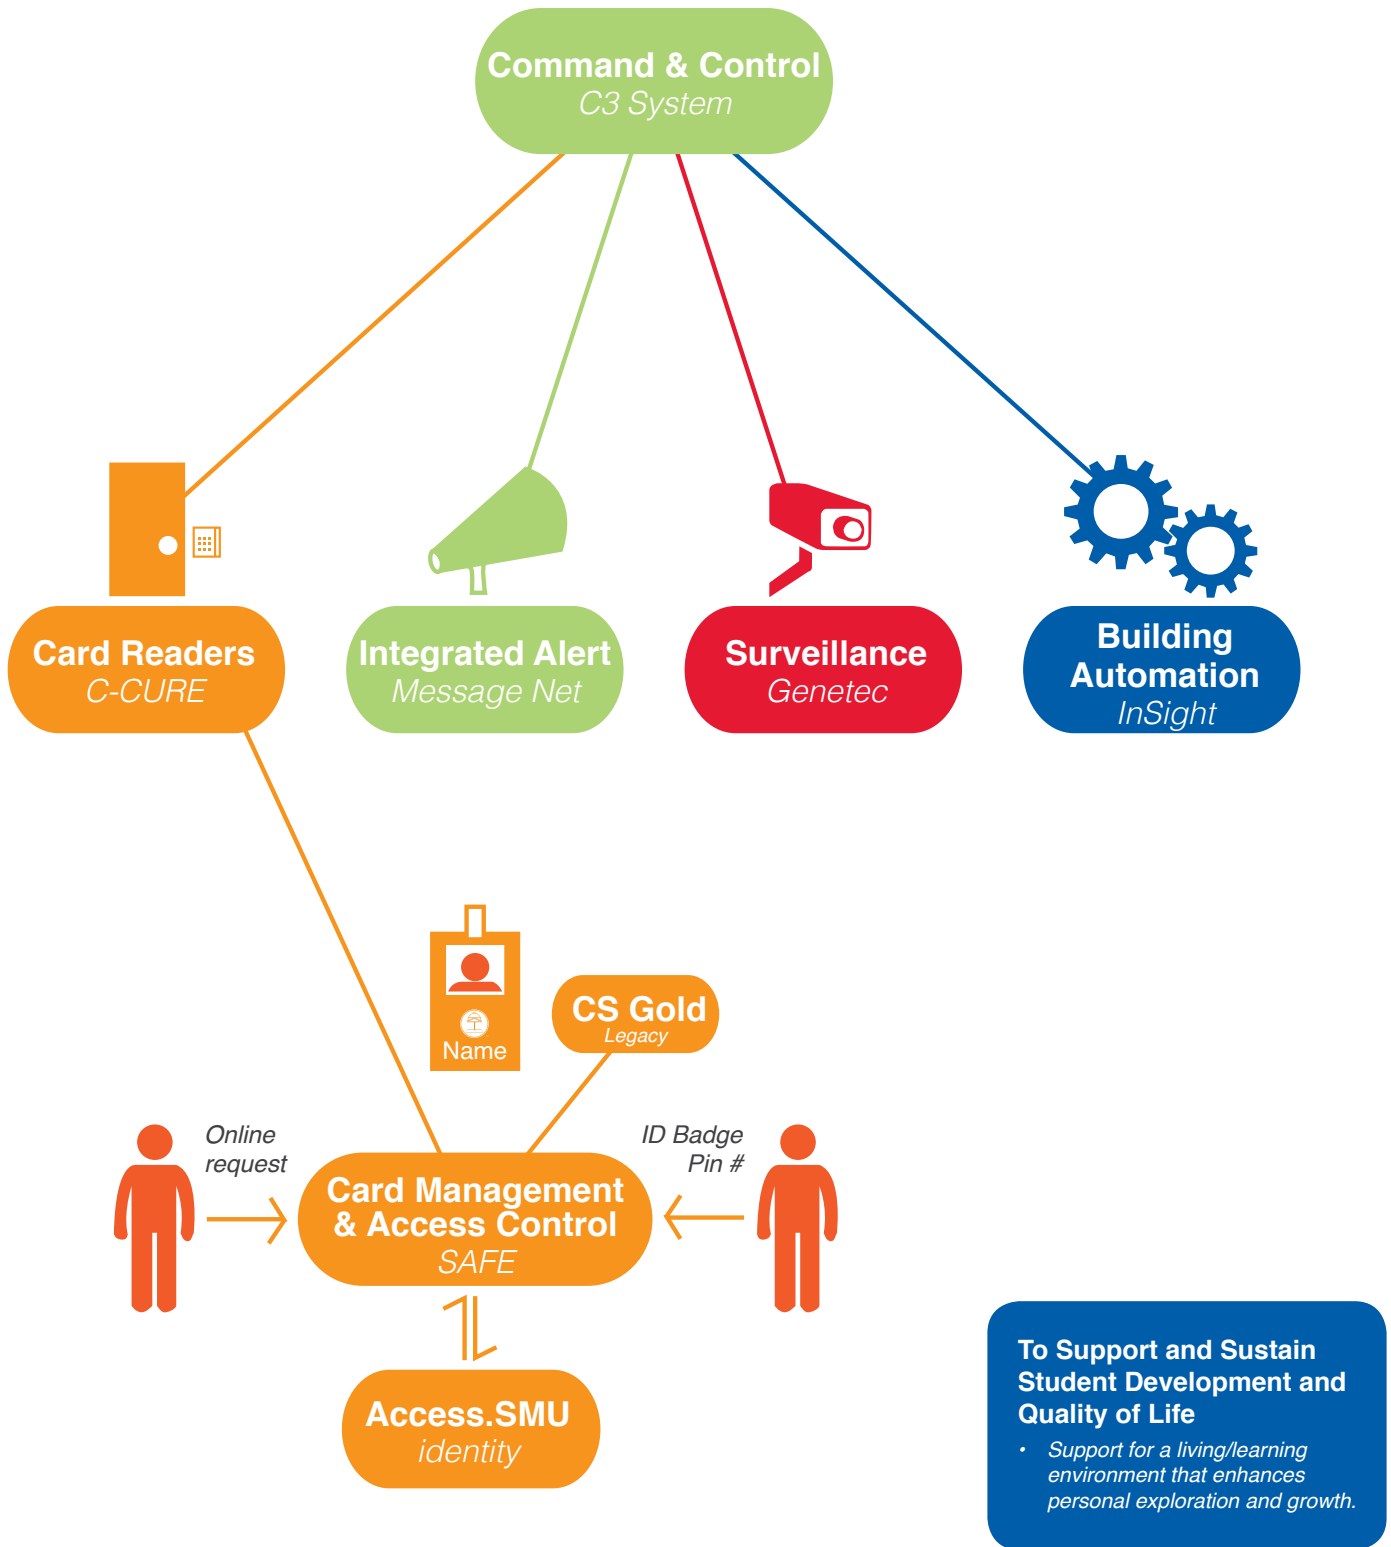 Command & Control
C3 System
Card Readers
C-CURE
Integrated Alert
Message Net
Surveillance
Genetec
Building
Automation
InSight
Name
CS Gold
Legacy
Online
request
ID Badge
Pin #
Card Management
& Access Control
SAFE
Access.SMU
identity
To Support and Sustain
Student Development and
Quality of Life
• Support for a living/learning
environment that enhances
personal exploration and growth.